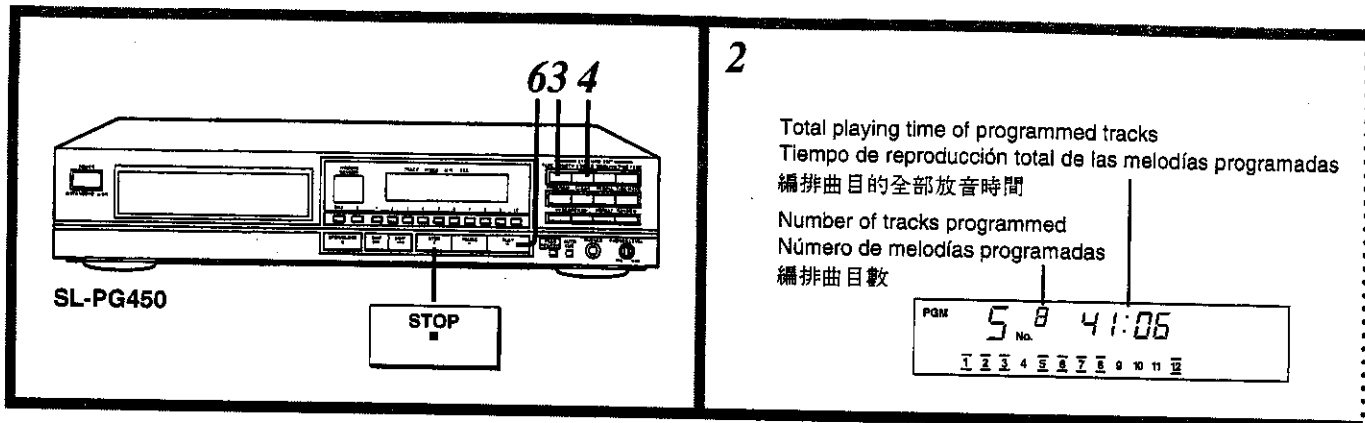 63 4
SL-PG450
STOP
■
2
Total playing time of programmed tracks
Tiempo de reproducción total de las melodías programadas
編排曲目的全部放音時間
Number of tracks programmed
Número de melodías programadas
編排曲目數
PGM 5 No. 8 41:06
1 2 3 4 5 6 7 8 9 10 11 12